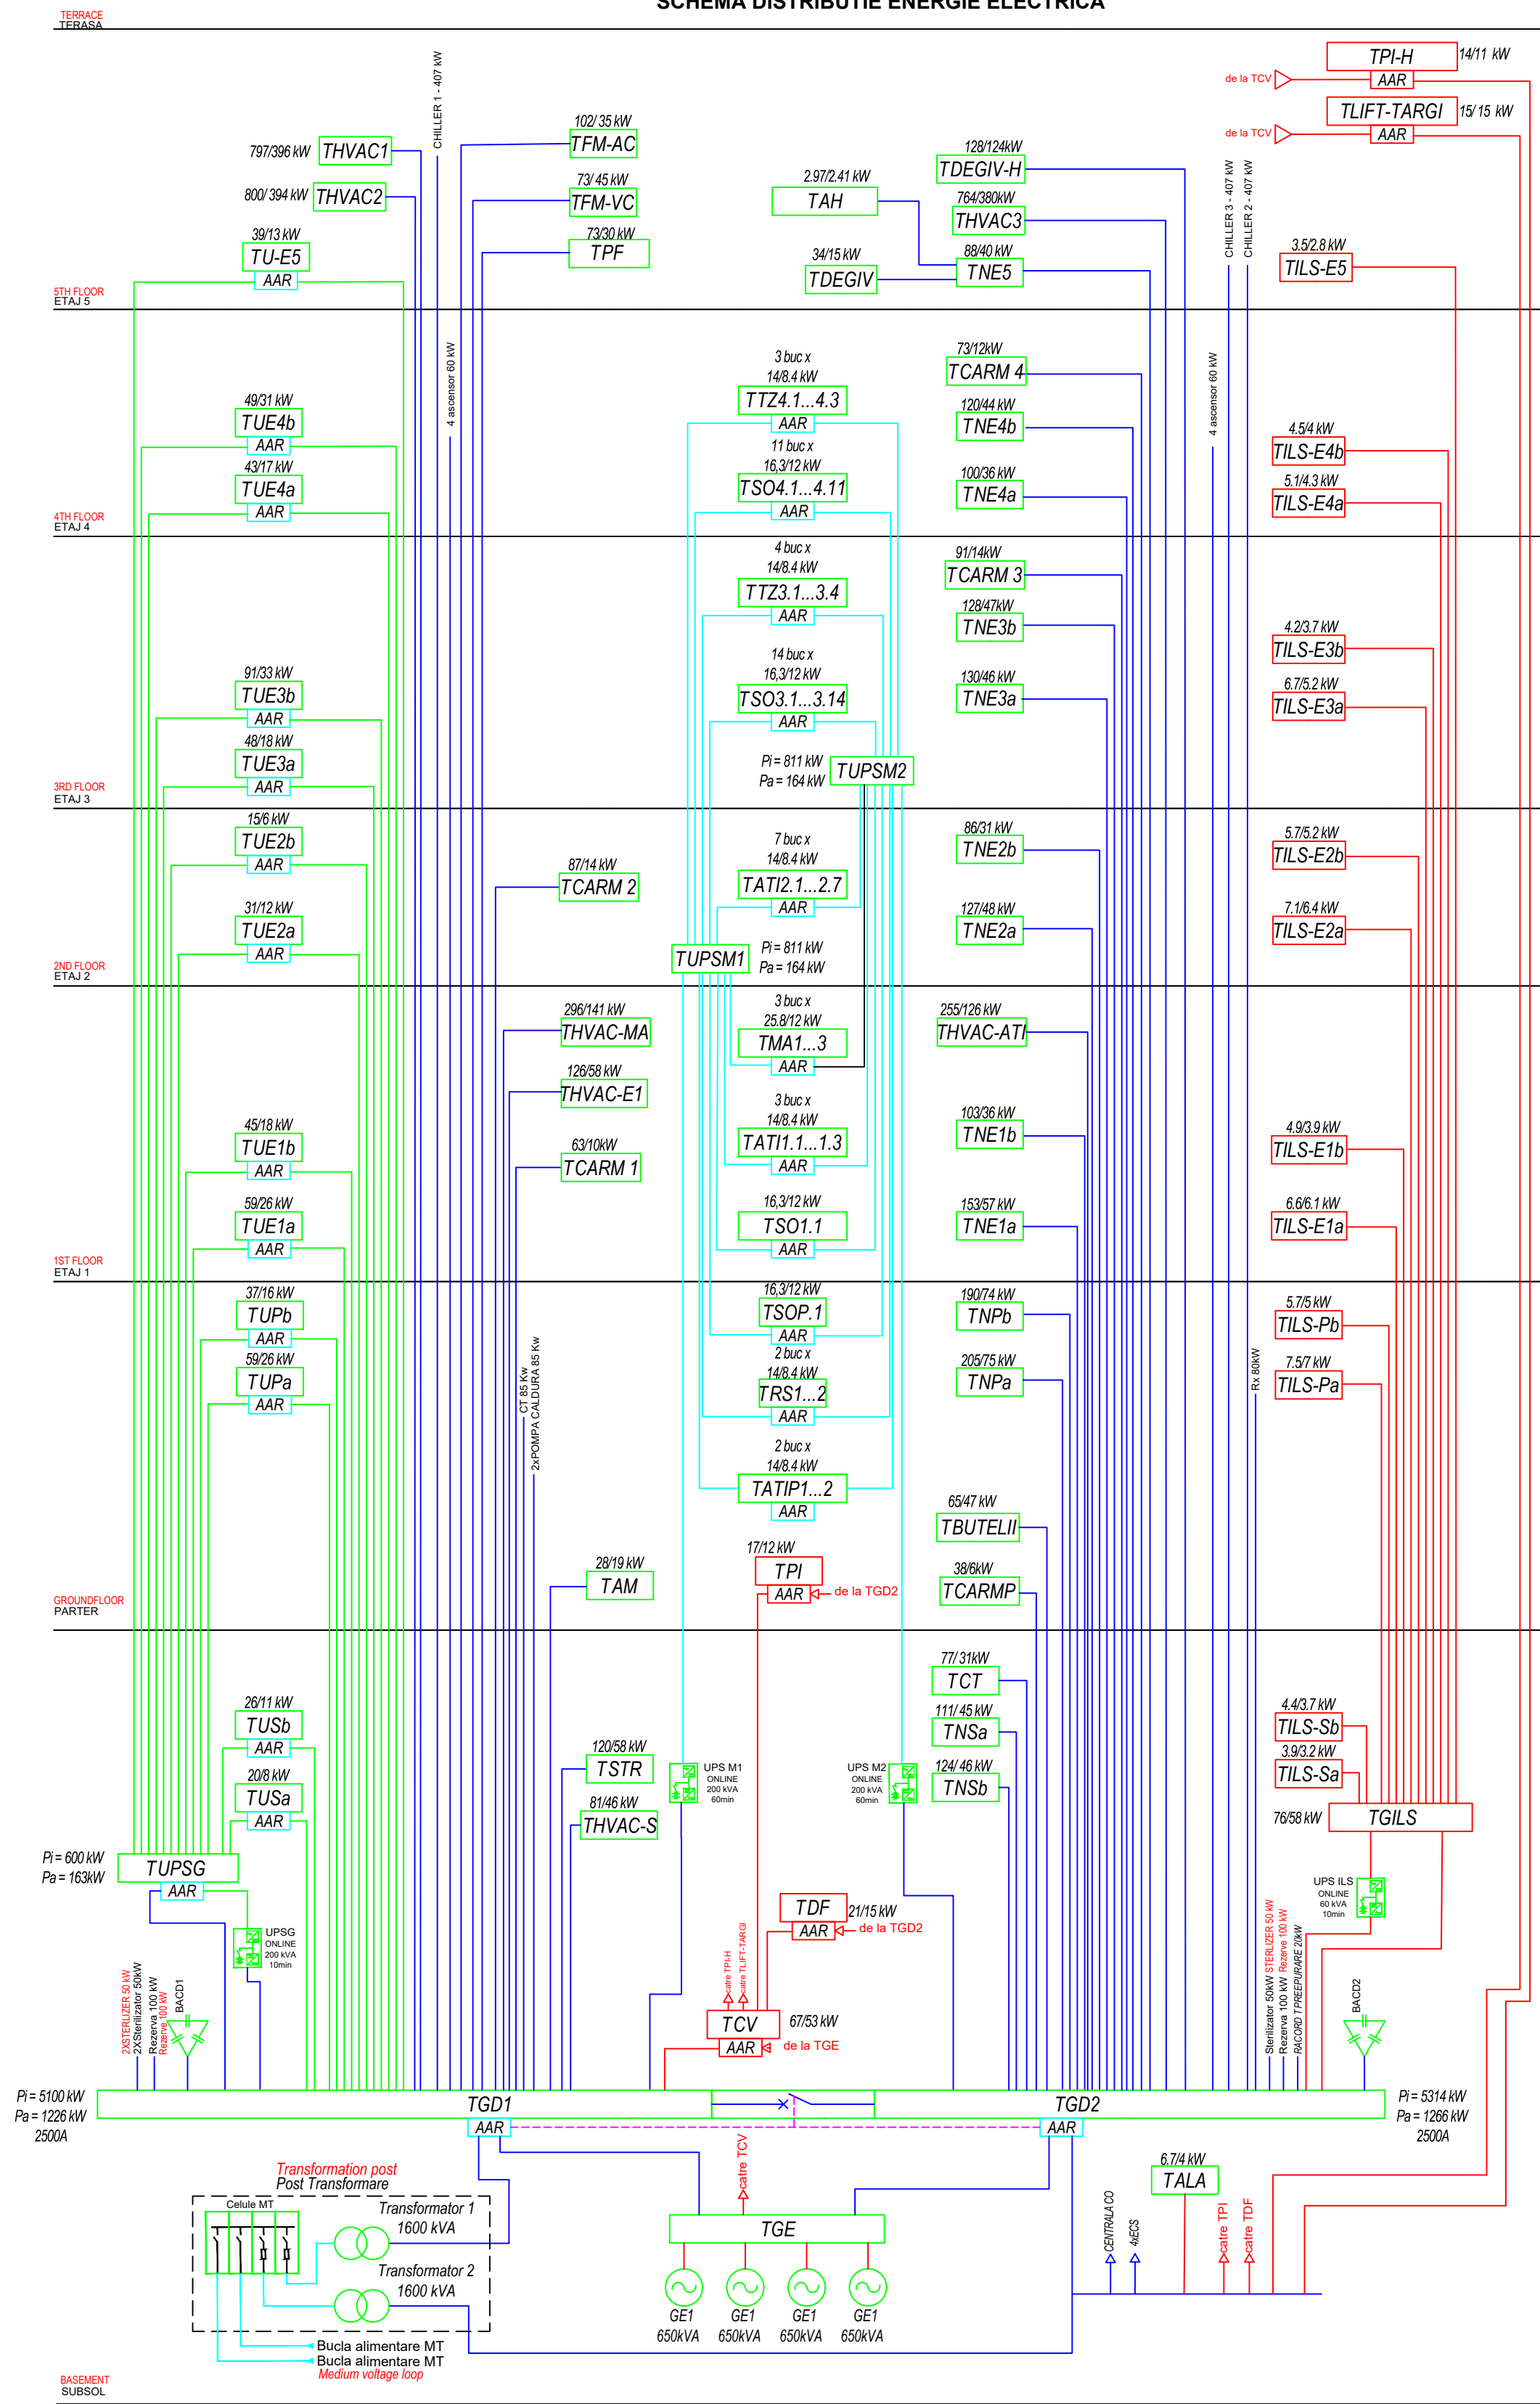 SCHEMA DISTRIBUTIE ENERGIE ELECTRICA
TERRACE
TERASA
TPI-H
14/11 kW
de la TCV
AAR
TLIFT-TARGI
15/ 15 kW
de la TCV
AAR
CHILLER 1 - 407 kW
797/396 kW
THVAC1
800/ 394 kW
THVAC2
39/13 kW
TU-E5
AAR
102/ 35 kW
TFM-AC
73/ 45 kW
TFM-VC
73/30 kW
TPF
2.97/2.41 kW
TAH
34/15 kW
TDEGIV
128/124kW
TDEGIV-H
764/380kW
THVAC3
88/40 kW
TNE5
CHILLER 3 - 407 kW
CHILLER 2 - 407 kW
3.5/2.8 kW
TILS-E5
5TH FLOOR
ETAJ 5
4 ascensor 60 kW
49/31 kW
TUE4b
AAR
43/17 kW
TUE4a
AAR
3 buc x
14/8.4 kW
TTZ4.1...4.3
AAR
11 buc x
16,3/12 kW
TSO4.1...4.11
AAR
73/12kW
TCARM 4
120/44 kW
TNE4b
100/36 kW
TNE4a
4 ascensor 60 kW
4.5/4 kW
TILS-E4b
5.1/4.3 kW
TILS-E4a
4TH FLOOR
ETAJ 4
4 buc x
14/8.4 kW
TTZ3.1...3.4
AAR
14 buc x
16,3/12 kW
TSO3.1...3.14
AAR
91/33 kW
TUE3b
AAR
48/18 kW
TUE3a
AAR
Pi = 811 kW
Pa = 164 kW
TUPSM2
91/14kW
TCARM 3
128/47kW
TNE3b
130/46 kW
TNE3a
4.2/3.7 kW
TILS-E3b
6.7/5.2 kW
TILS-E3a
3RD FLOOR
ETAJ 3
15/6 kW
TUE2b
AAR
31/12 kW
TUE2a
AAR
87/14 kW
TCARM 2
7 buc x
14/8.4 kW
TATI2.1...2.7
AAR
TUPSM1
Pi = 811 kW
Pa = 164 kW
86/31 kW
TNE2b
127/48 kW
TNE2a
5.7/5.2 kW
TILS-E2b
7.1/6.4 kW
TILS-E2a
2ND FLOOR
ETAJ 2
296/141 kW
THVAC-MA
126/58 kW
THVAC-E1
63/10kW
TCARM 1
45/18 kW
TUE1b
AAR
59/26 kW
TUE1a
AAR
3 buc x
25.8/12 kW
TMA1...3
AAR
3 buc x
14/8.4 kW
TATI1.1...1.3
AAR
16,3/12 kW
TSO1.1
AAR
255/126 kW
THVAC-ATI
103/36 kW
TNE1b
153/57 kW
TNE1a
4.9/3.9 kW
TILS-E1b
6.6/6.1 kW
TILS-E1a
1ST FLOOR
ETAJ 1
37/16 kW
TUPb
AAR
59/26 kW
TUPa
AAR
CT 85 Kw
2xPOMPA CALDURA 85 Kw
16,3/12 kW
TSOP.1
AAR
2 buc x
14/8.4 kW
TRS1...2
AAR
2 buc x
14/8.4 kW
TATIP1...2
AAR
190/74 kW
TNPb
205/75 kW
TNPa
65/47 kW
TBUTELII
38/6kW
TCARMP
Rx 80kW
5.7/5 kW
TILS-Pb
7.5/7 kW
TILS-Pa
28/19 kW
TAM
17/12 kW
TPI
AAR
de la TGD2
GROUNDFLOOR
PARTER
26/11 kW
TUSb
AAR
20/8 kW
TUSa
AAR
120/58 kW
TSTR
81/46 kW
THVAC-S
UPS M1
ONLINE
200 kVA
60min
UPS M2
ONLINE
200 kVA
60min
77/ 31kW
TCT
111/ 45 kW
TNSa
124/ 46 kW
TNSb
4.4/3.7 kW
TILS-Sb
3.9/3.2 kW
TILS-Sa
76/58 kW
TGILS
Pi = 600 kW
Pa = 163kW
TUPSG
AAR
UPSG
ONLINE
200 kVA
10min
UPS ILS
ONLINE
60 kVA
10min
TDF
21/15 kW
AAR
de la TGD2
catre TPI-H
catre TLIFT-TARGI
TCV
67/53 kW
AAR
de la TGE
2XSTERLIZER 50 kW
2XSterilizator 50kW
Rezerva 100 kW
Rezerve 100 kW
BACD1
Sterilizator 50kW STERLIZER 50 kW
Rezerva 100 kW Rezerve 100 kW
RACORD T PREEPURARE 20kW
BACD2
Pi = 5100 kW
Pa = 1226 kW
2500A
TGD1
AAR
TGD2
AAR
Pi = 5314 kW
Pa = 1266 kW
2500A
Transformation post
Post Transformare
Celule MT
Transformator 1
1600 kVA
Transformator 2
1600 kVA
Bucla alimentare MT
Bucla alimentare MT
Medium voltage loop
catre TCV
TGE
GE1
650kVA
GE1
650kVA
GE1
650kVA
GE1
650kVA
CENTRALA CO
4xECS
6.7/4 kW
TALA
catre TPI
catre TDF
BASEMENT
SUBSOL